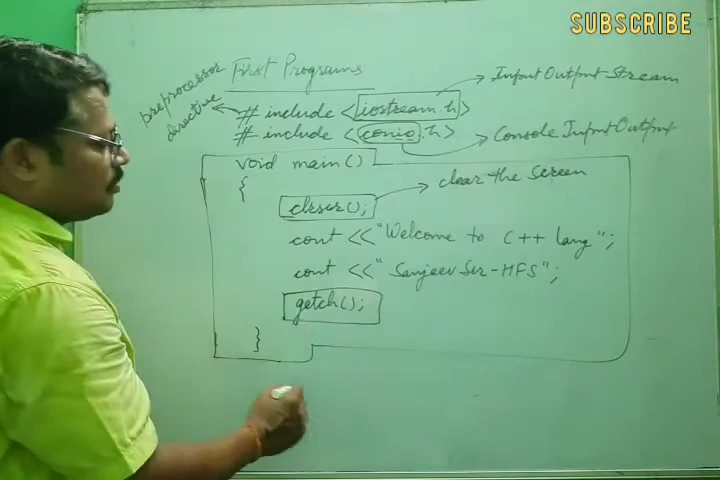 SUBSCRIBE
First Programs
preprocessor
directive
# include <iostream.h>
Input Output Stream
# include <conio.h>
Console Input Output
void main()
{
clrscr();
clear the screen
cout <<"Welcome to C++ lang";
cout <<"Sanjeev Sir-MFS";
getch();
}